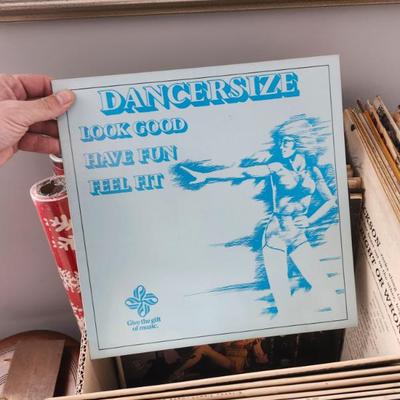 DANCERSIZE
LOOK GOOD
HAVE FUN
FEEL FIT
Give the gift
of music.